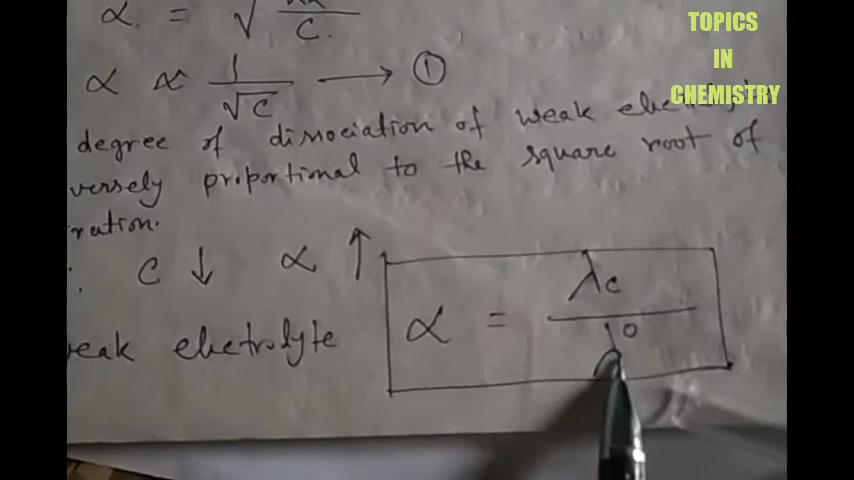 TOPICS
IN
CHEMISTRY
α = √
C.
α ∝ 1/√C → ①
degree of dissociation of weak
versely proportional to the square root of
ration.
C ↓ α ↑
eak electrolyte
α = λc/λ°